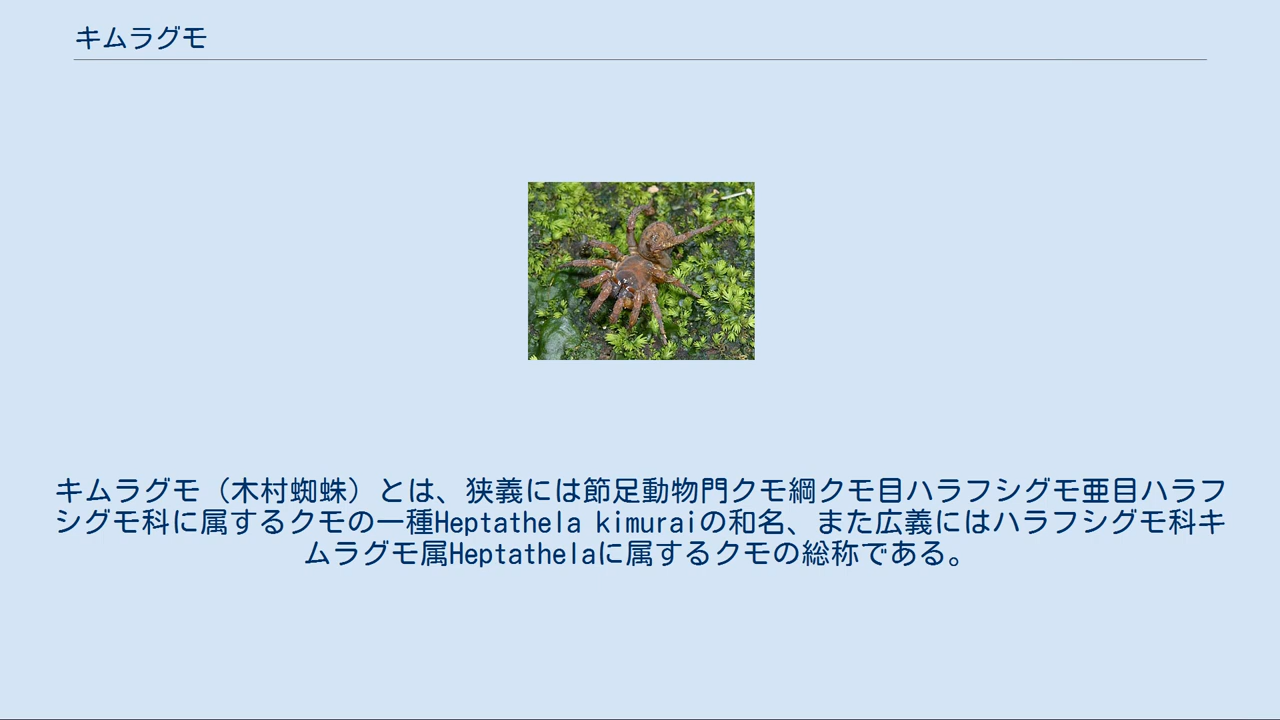 キムラグモ
キムラグモ（木村蜘蛛）とは、狭義には節足動物門クモ綱クモ目ハラフシグモ亜目ハラフ
シグモ科に属するクモの一種Heptathela kimuraiの和名、また広義にはハラフシグモ科キ
ムラグモ属Heptathelaに属するクモの総称である。